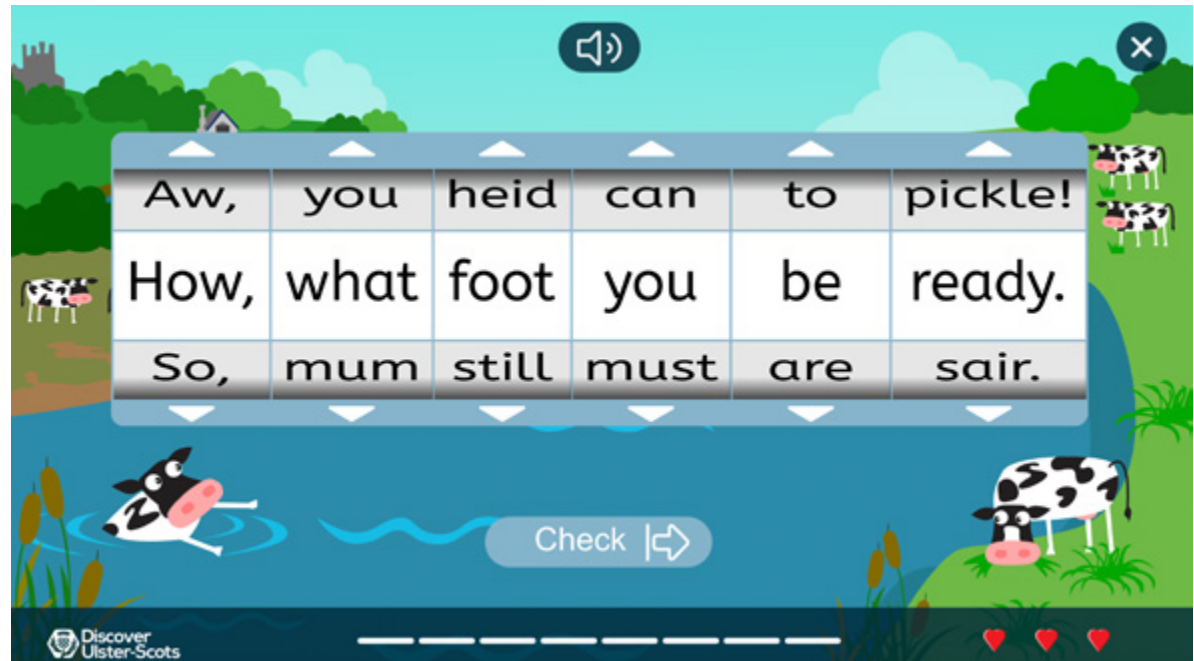 Aw, you heid can to pickle!
How, what foot you be ready.
So, mum still must are sair.
Check
Discover
Ulster-Scots